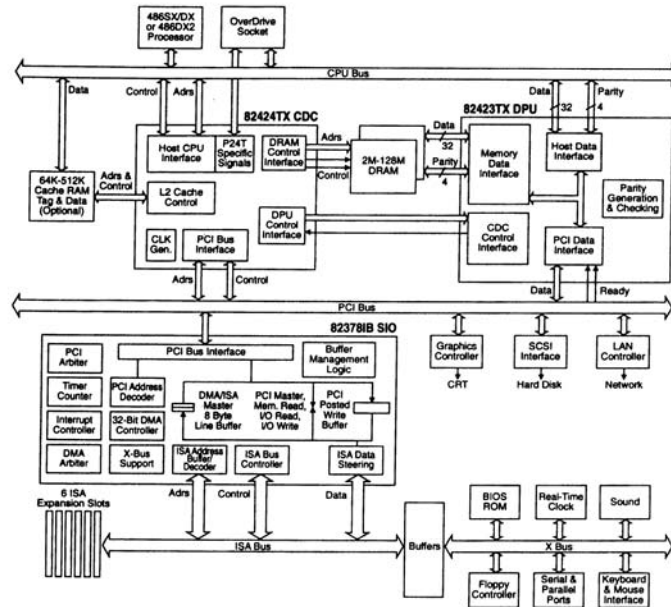 486SX/DX
or 486DX2
Processor
OverDrive
Socket
CPU Bus
Data
Control
Adrs
82424TX CDC
Data
32
Parity
4
82423TX DPU
Host CPU
Interface
P24T
Specific
Signals
DRAM
Control
Interface
Adrs
Control
2M-128M
DRAM
Data
32
Parity
4
Memory
Data
Interface
Host Data
Interface
64K-512K
Cache RAM
Tag & Data
(Optional)
Adrs &
Control
L2 Cache
Control
Parity
Generation
& Checking
DPU
Control
Interface
CDC
Control
Interface
PCI Data
Interface
CLK
Gen.
PCI Bus
Interface
Adrs
Control
Data
Ready
PCI Bus
82378IB SIO
PCI
Arbiter
PCI Bus Interface
Buffer
Management
Logic
Graphics
Controller
SCSI
Interface
LAN
Controller
CRT
Hard Disk
Network
Timer
Counter
PCI Address
Decoder
DMA/ISA
Master
8 Byte
Line Buffer
PCI Master,
Mem. Read,
I/O Read,
I/O Write
PCI
Posted
Write
Buffer
Interrupt
Controller
32-Bit DMA
Controller
DMA
Arbiter
X-Bus
Support
ISA Address
Buffer/
Decoder
ISA Bus
Controller
ISA Data
Steering
Adrs
Control
Data
6 ISA
Expansion Slots
ISA Bus
Buffers
BIOS
ROM
Real-Time
Clock
Sound
X Bus
Floppy
Controller
Serial &
Parallel
Ports
Keyboard
& Mouse
Interface